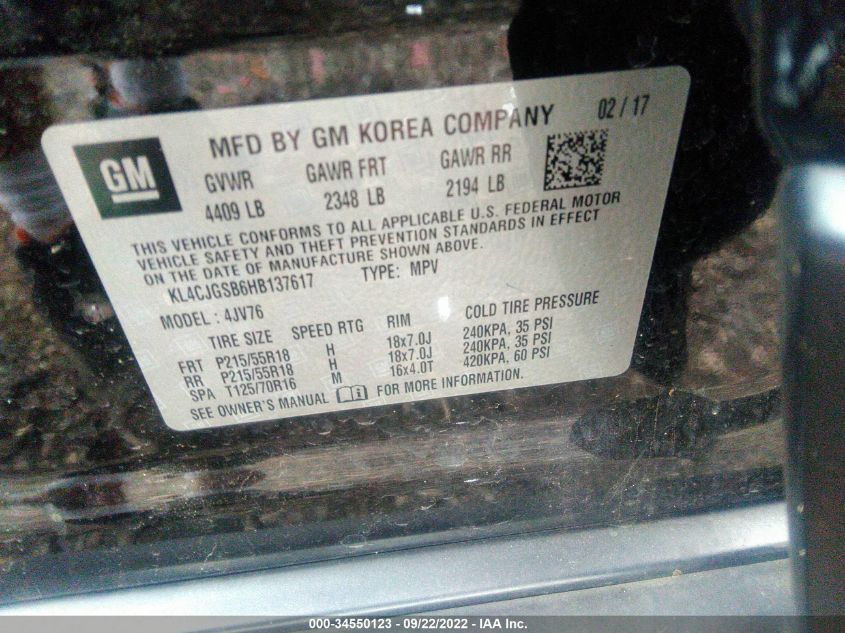 MFD BY GM KOREA COMPANY 02 / 17
GM
GVWR GAWR FRT GAWR RR
4409 LB 2348 LB 2194 LB
THIS VEHICLE CONFORMS TO ALL APPLICABLE U.S. FEDERAL MOTOR
VEHICLE SAFETY AND THEFT PREVENTION STANDARDS IN EFFECT
ON THE DATE OF MANUFACTURE SHOWN ABOVE.
KL4CJGSB6HB137617 TYPE: MPV
MODEL : 4JV76
TIRE SIZE SPEED RTG RIM COLD TIRE PRESSURE
FRT P215/55R18 H 18x7.0J 240KPA, 35 PSI
RR P215/55R18 H 18x7.0J 240KPA, 35 PSI
SPA T125/70R16 M 16x4.0T 420KPA, 60 PSI
SEE OWNER'S MANUAL FOR MORE INFORMATION.
000-34550123 - 09/22/2022 - IAA Inc.